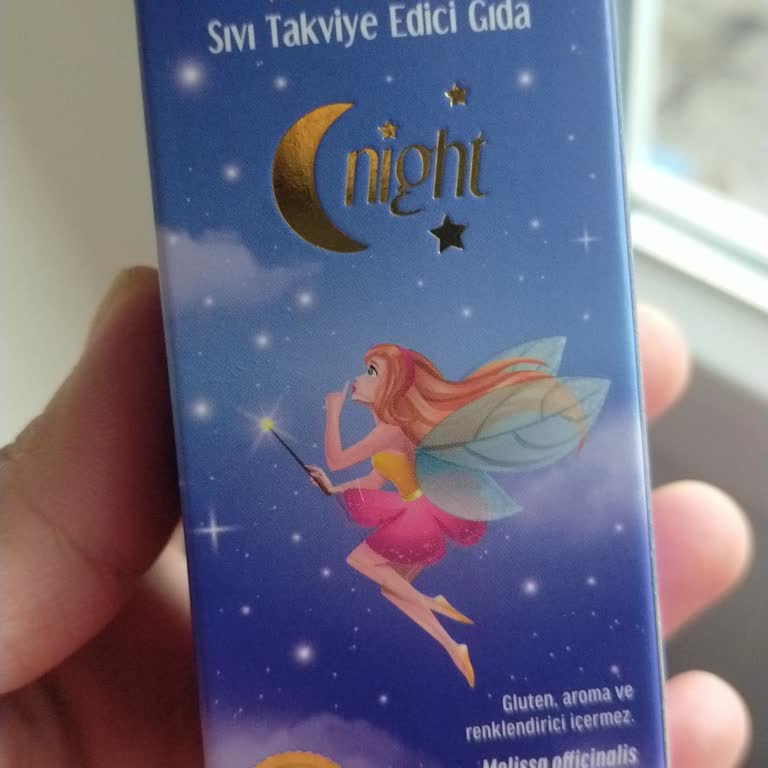 Sıvı Takviye Edici Gıda
night
Gluten, aroma ve
renklendirici içermez.
Melissa officinalis